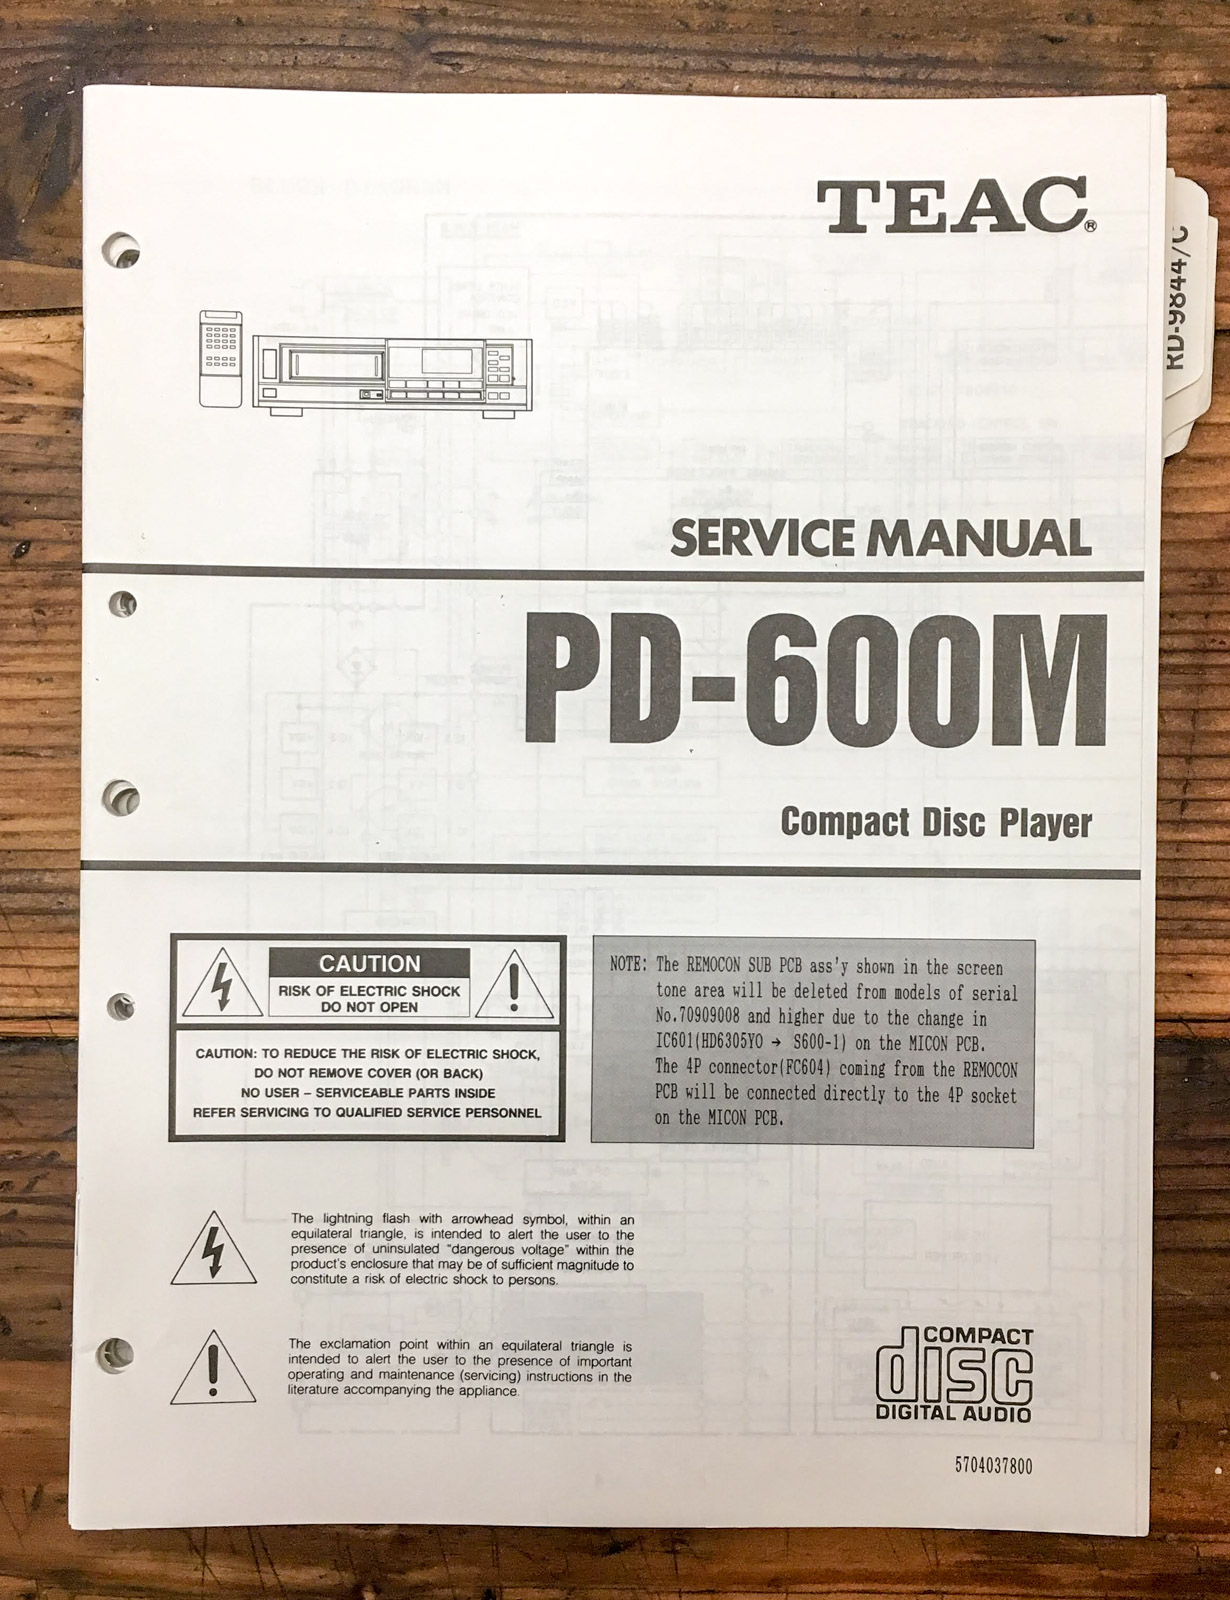 TEAC®
RD-9844/C
SERVICE MANUAL
PD-600M
Compact Disc Player
CAUTION
RISK OF ELECTRIC SHOCK
DO NOT OPEN
CAUTION: TO REDUCE THE RISK OF ELECTRIC SHOCK,
DO NOT REMOVE COVER (OR BACK)
NO USER – SERVICEABLE PARTS INSIDE
REFER SERVICING TO QUALIFIED SERVICE PERSONNEL
NOTE: The REMOCON SUB PCB ass'y shown in the screen
tone area will be deleted from models of serial
No.70909008 and higher due to the change in
IC601(HD6305YO → S600-1) on the MICON PCB.
The 4P connector(FC604) coming from the REMOCON
PCB will be connected directly to the 4P socket
on the MICON PCB.
The lightning flash with arrowhead symbol, within an
equilateral triangle, is intended to alert the user to the
presence of uninsulated "dangerous voltage" within the
product's enclosure that may be of sufficient magnitude to
constitute a risk of electric shock to persons.
The exclamation point within an equilateral triangle is
intended to alert the user to the presence of important
operating and maintenance (servicing) instructions in the
literature accompanying the appliance.
COMPACT
disc
DIGITAL AUDIO
5704037800